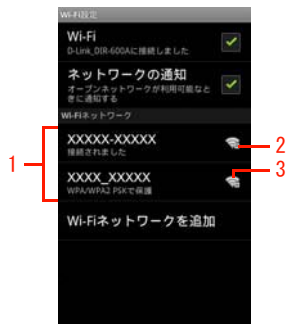 Wi-Fi設定
Wi-Fi
D-Link_DIR-600Aに接続しました
ネットワークの通知
オープンネットワークが利用可能なと
きに通知する
Wi-Fiネットワーク
1
XXXXX-XXXXX
接続されました
2
3
XXXX_XXXXX
WPA/WPA2 PSKで保護
Wi-Fiネットワークを追加